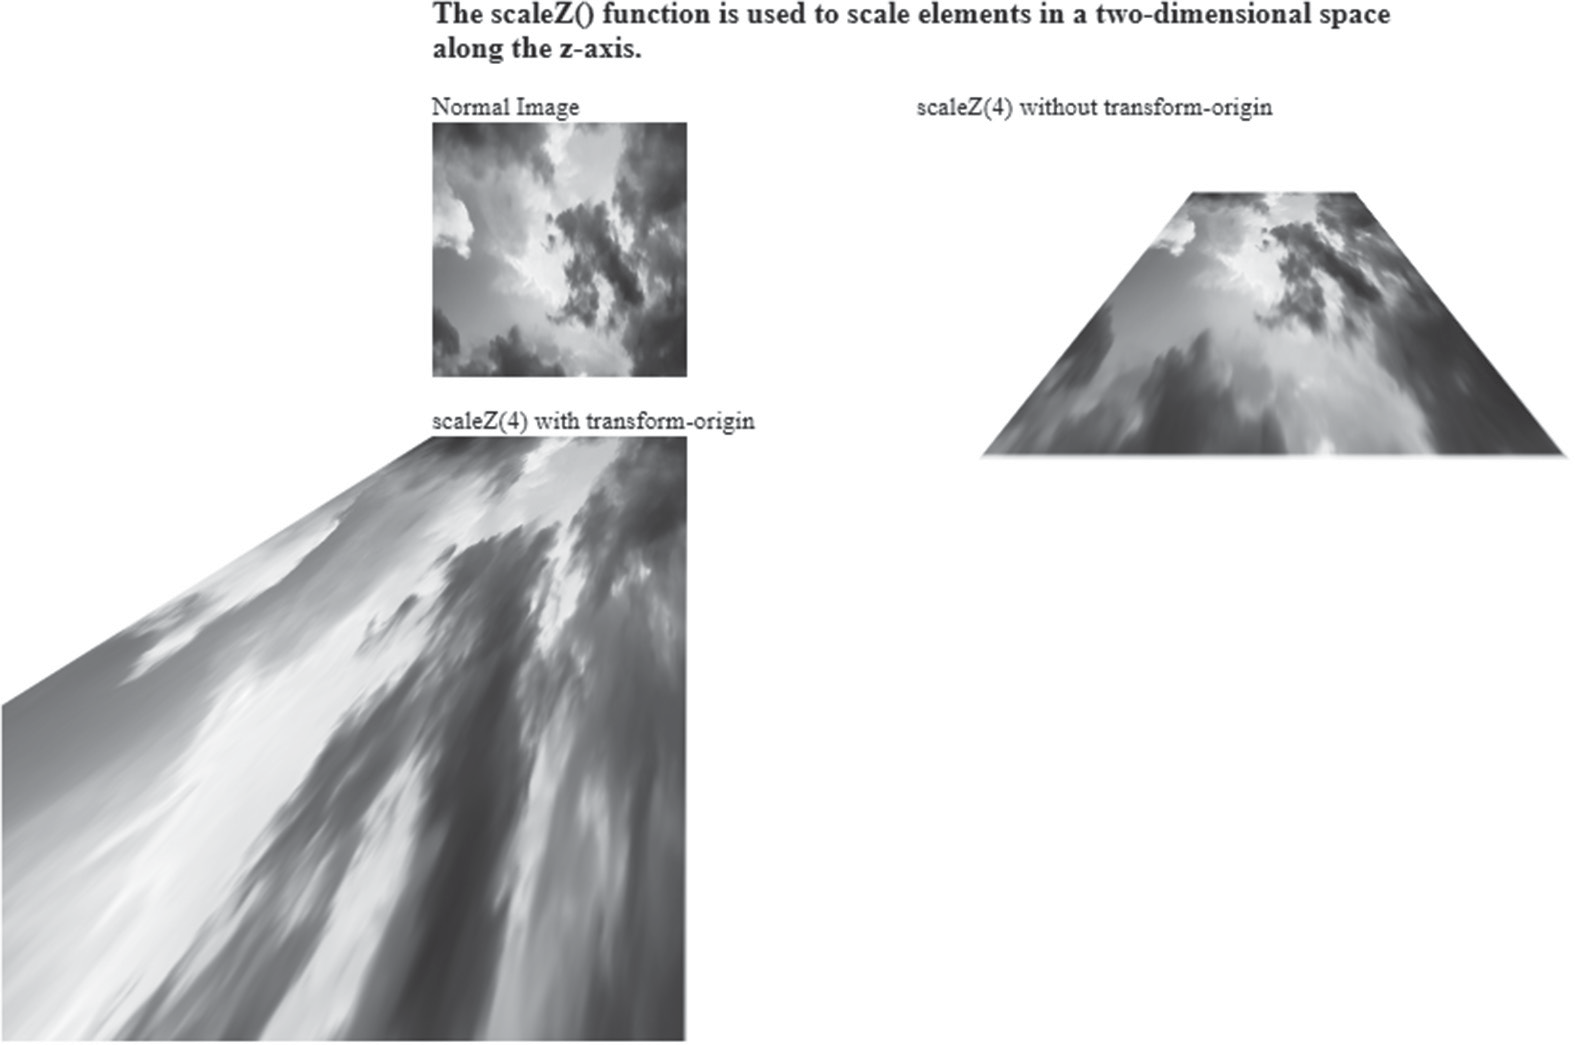 The scaleZ() function is used to scale elements in a two-dimensional space
along the z-axis.
Normal Image
scaleZ(4) without transform-origin
scaleZ(4) with transform-origin